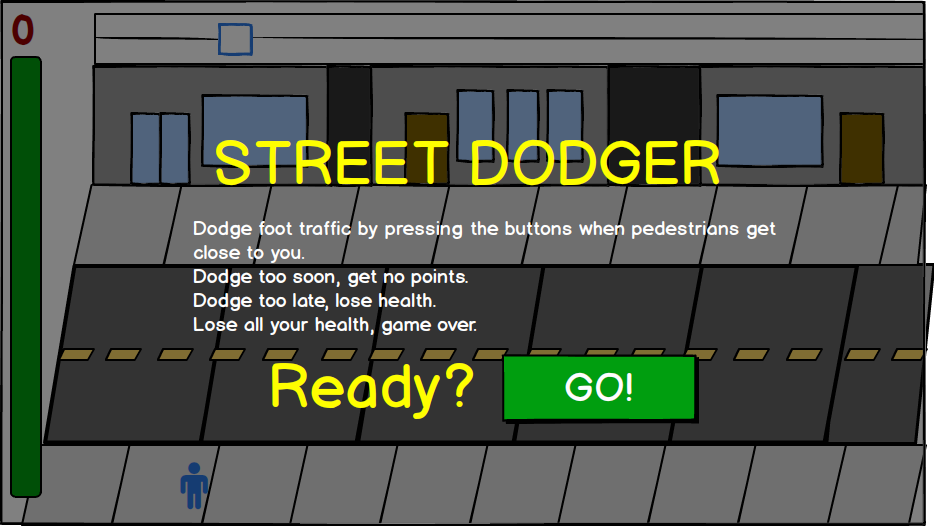 0
STREET DODGER
Dodge foot traffic by pressing the buttons when pedestrians get
close to you.
Dodge too soon, get no points.
Dodge too late, lose health.
Lose all your health, game over.
Ready?
GO!